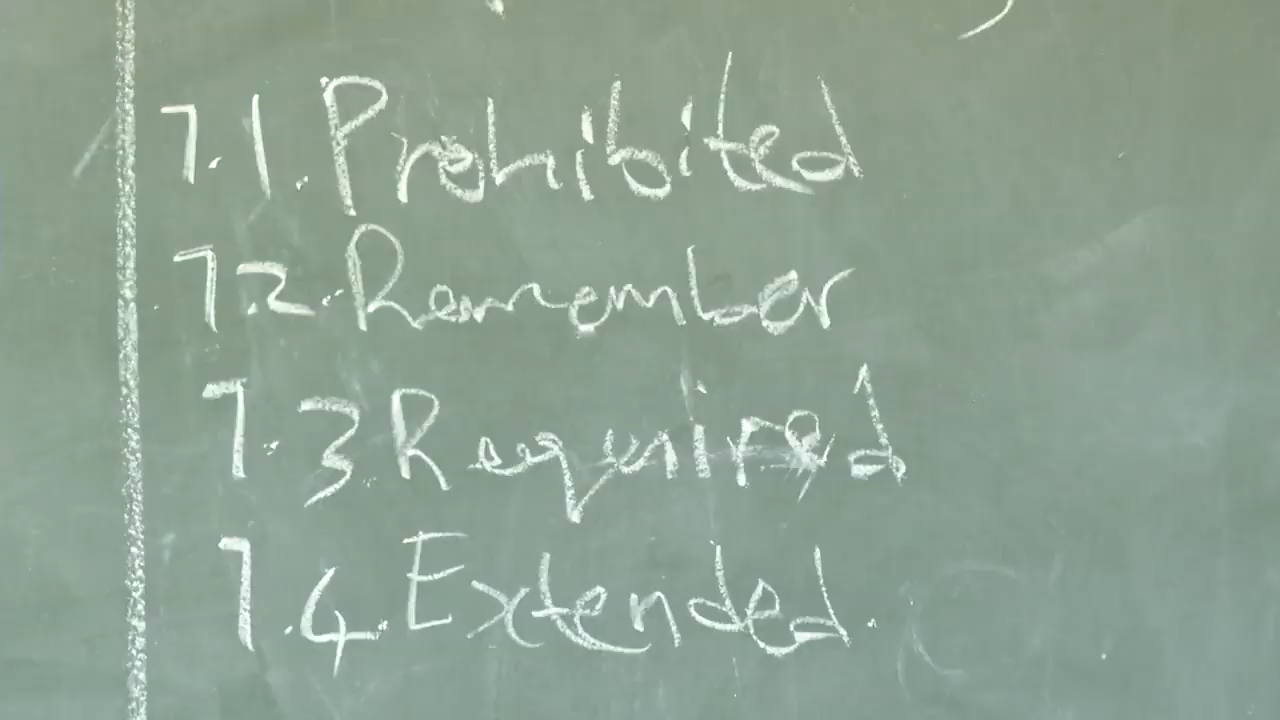 7.1. Prohibited
7.2. Remember
7.3 Required
7.4. Extended.